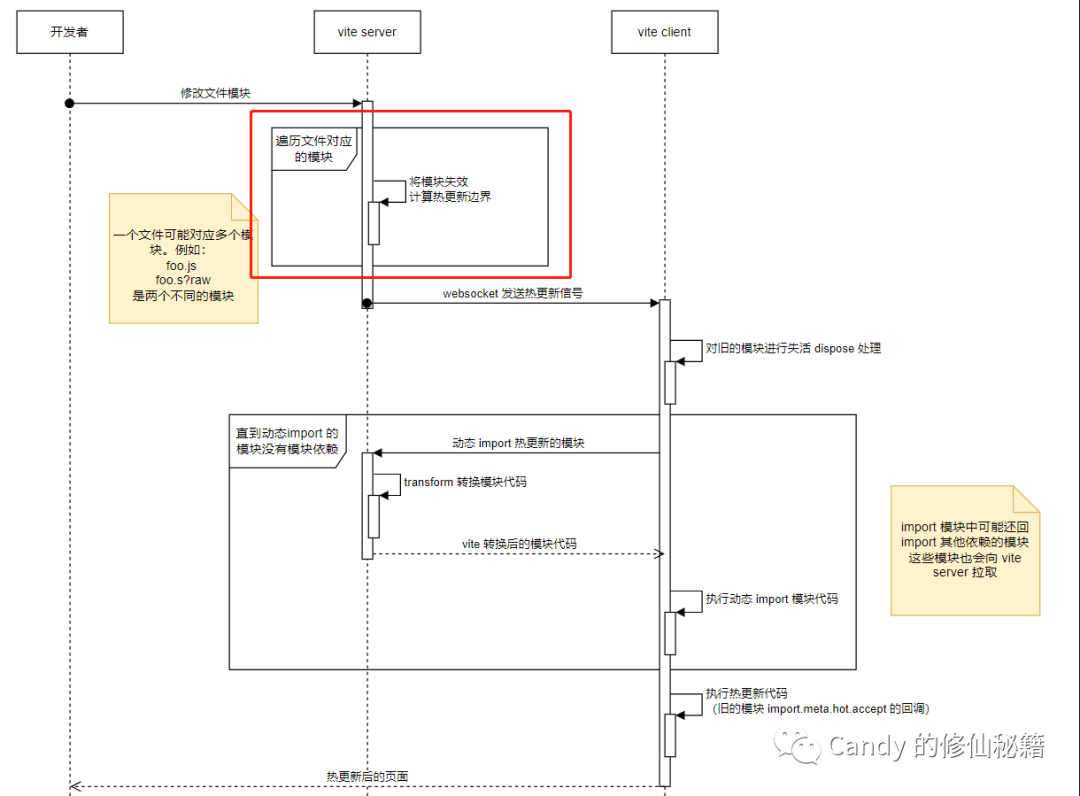 开发者
vite server
vite client
修改文件模块
遍历文件对应
的模块
将模块失效
计算热更新边界
一个文件可能对应多个模
块。例如：
foo.js
foo.s?raw
是两个不同的模块
websocket 发送热更新信号
对旧的模块进行失活 dispose 处理
直到动态import 的
模块没有模块依赖
动态 import 热更新的模块
transform 转换模块代码
vite 转换后的模块代码
import 模块中可能还回
import 其他依赖的模块
这些模块也会向 vite
server 拉取
执行动态 import 模块代码
执行热更新代码
（旧的模块 import.meta.hot.accept 的回调）
Candy 的修仙秘籍
热更新后的页面